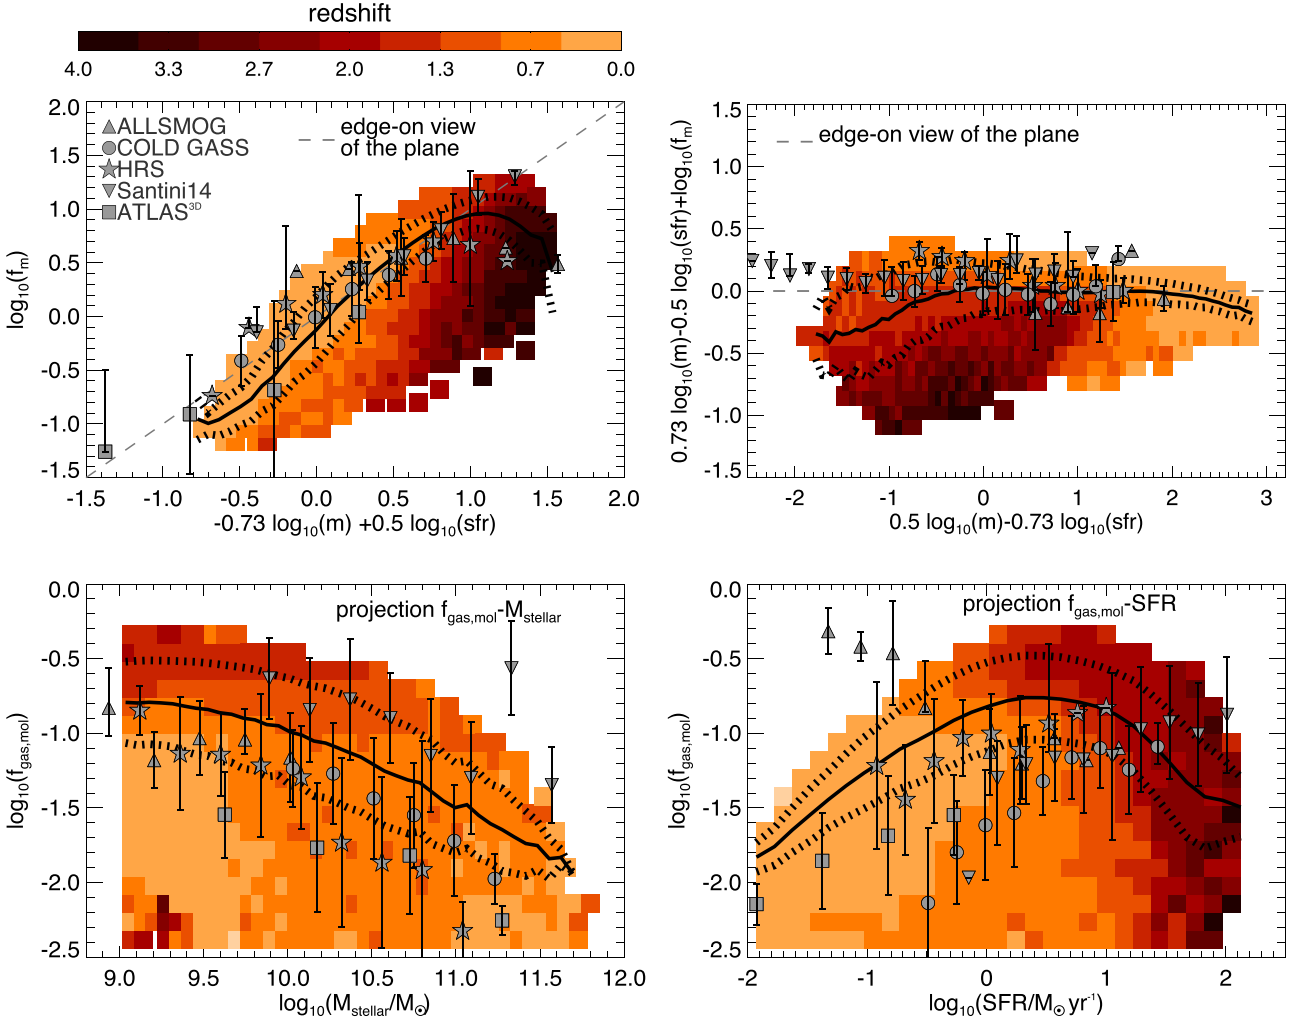 redshift
4.0 3.3 2.7 2.0 1.3 0.7 0.0
2.0
1.5
1.0
0.5
0.0
-0.5
-1.0
-1.5
log10(fm)
ALLSMOG
COLD GASS
HRS
Santini14
ATLAS3D
edge-on view
of the plane
-1.5 -1.0 -0.5 0.0 0.5 1.0 1.5 2.0
-0.73 log10(m) +0.5 log10(sfr)
1.5
1.0
0.5
0.0
-0.5
-1.0
-1.5
0.73 log10(m)-0.5 log10(sfr)+log10(fm)
edge-on view of the plane
-2 -1 0 1 2 3
0.5 log10(m)-0.73 log10(sfr)
0.0
-0.5
-1.0
-1.5
-2.0
-2.5
log10(fgas,mol)
projection fgas,mol-Mstellar
9.0 9.5 10.0 10.5 11.0 11.5 12.0
log10(Mstellar/M⊙)
0.0
-0.5
-1.0
-1.5
-2.0
-2.5
log10(fgas,mol)
projection fgas,mol-SFR
-2 -1 0 1 2
log10(SFR/M⊙ yr-1)